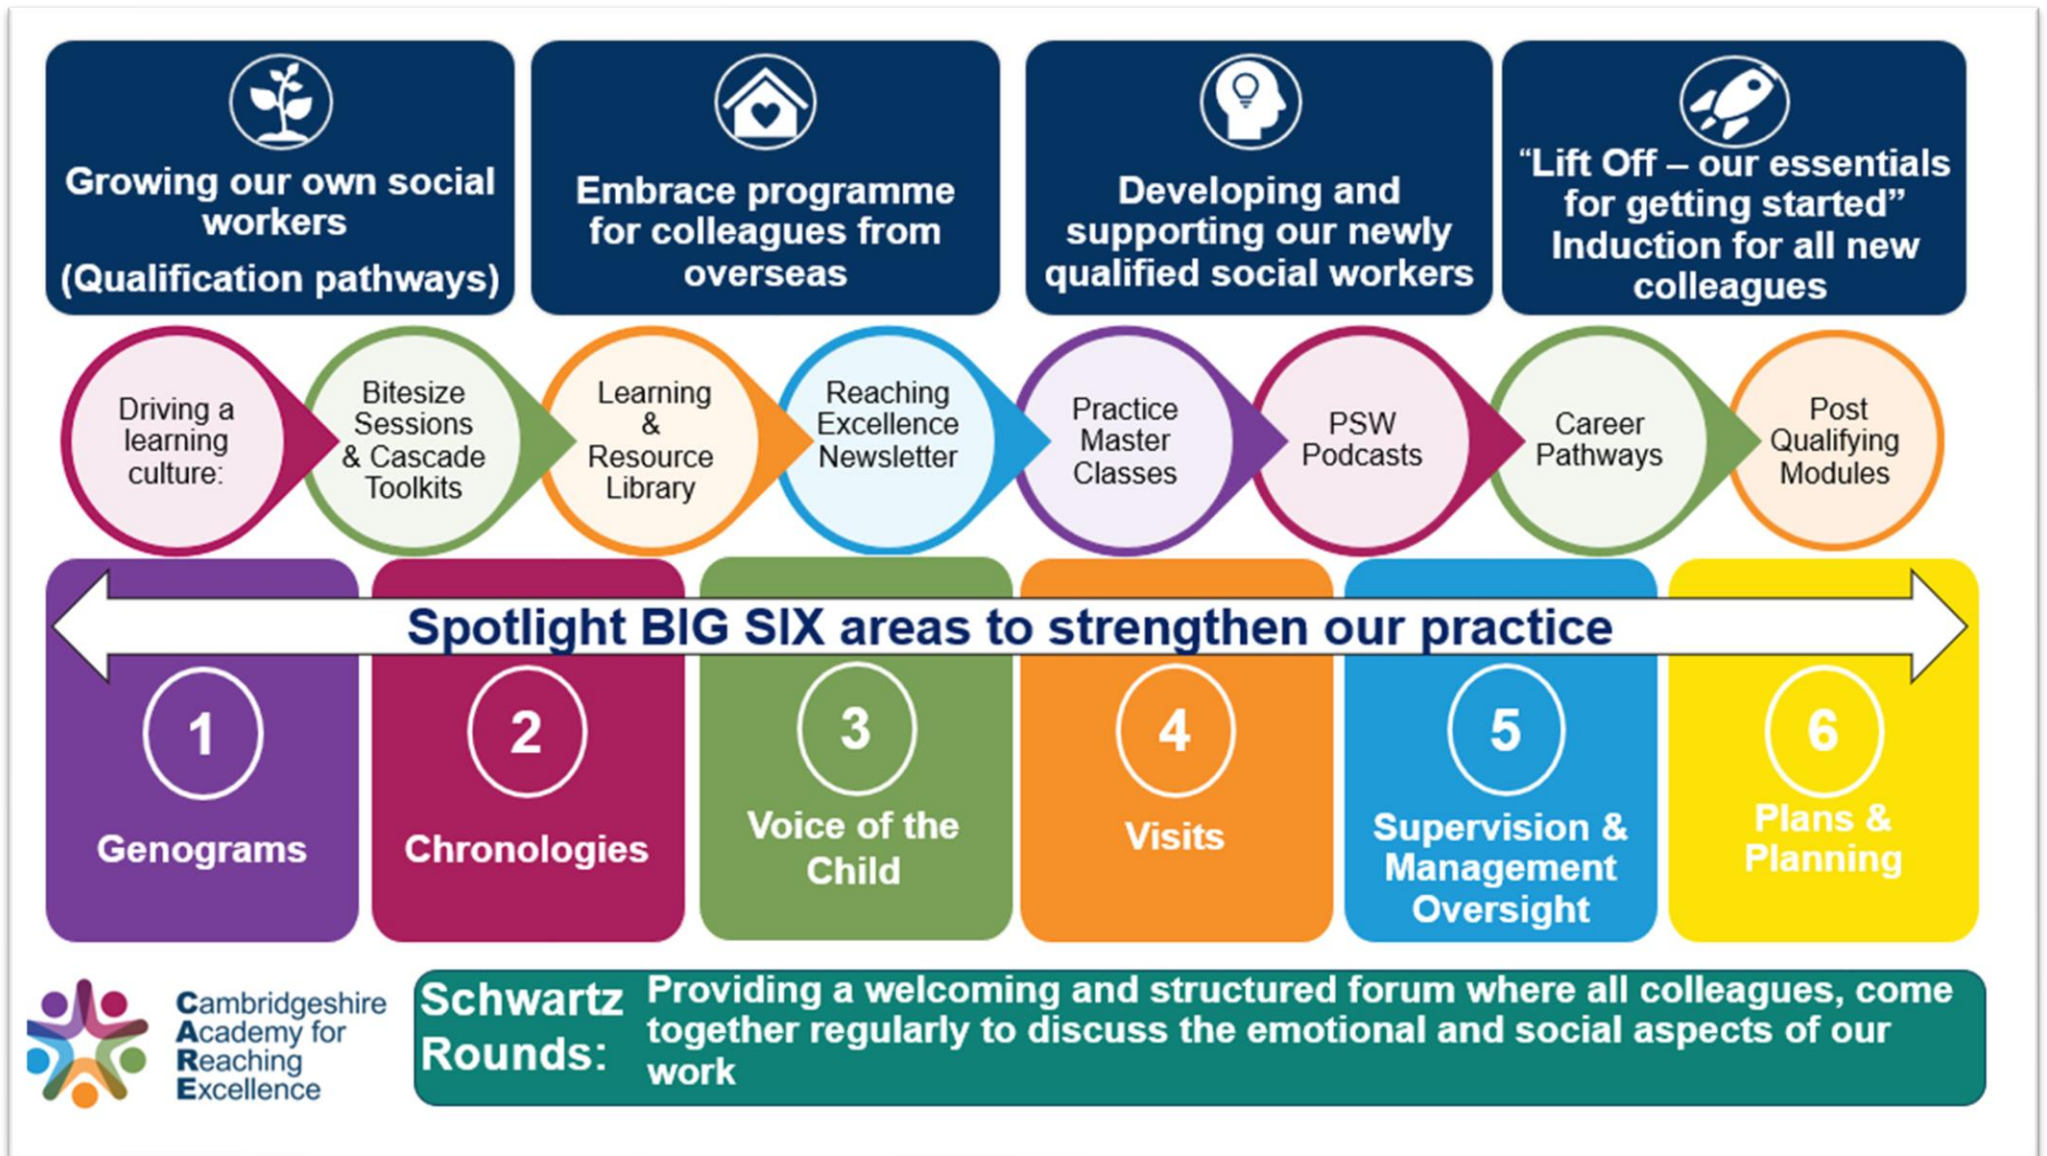 Growing our own social
workers
(Qualification pathways)
Embrace programme
for colleagues from
overseas
Developing and
supporting our newly
qualified social workers
“Lift Off – our essentials
for getting started”
Induction for all new
colleagues
Driving a
learning
culture:
Bitesize
Sessions
& Cascade
Toolkits
Learning
&
Resource
Library
Reaching
Excellence
Newsletter
Practice
Master
Classes
PSW
Podcasts
Career
Pathways
Post
Qualifying
Modules
Spotlight BIG SIX areas to strengthen our practice
1
Genograms
2
Chronologies
3
Voice of the
Child
4
Visits
5
Supervision &
Management
Oversight
6
Plans &
Planning
Cambridgeshire
Academy for
Reaching
Excellence
Schwartz
Rounds:
Providing a welcoming and structured forum where all colleagues, come
together regularly to discuss the emotional and social aspects of our
work